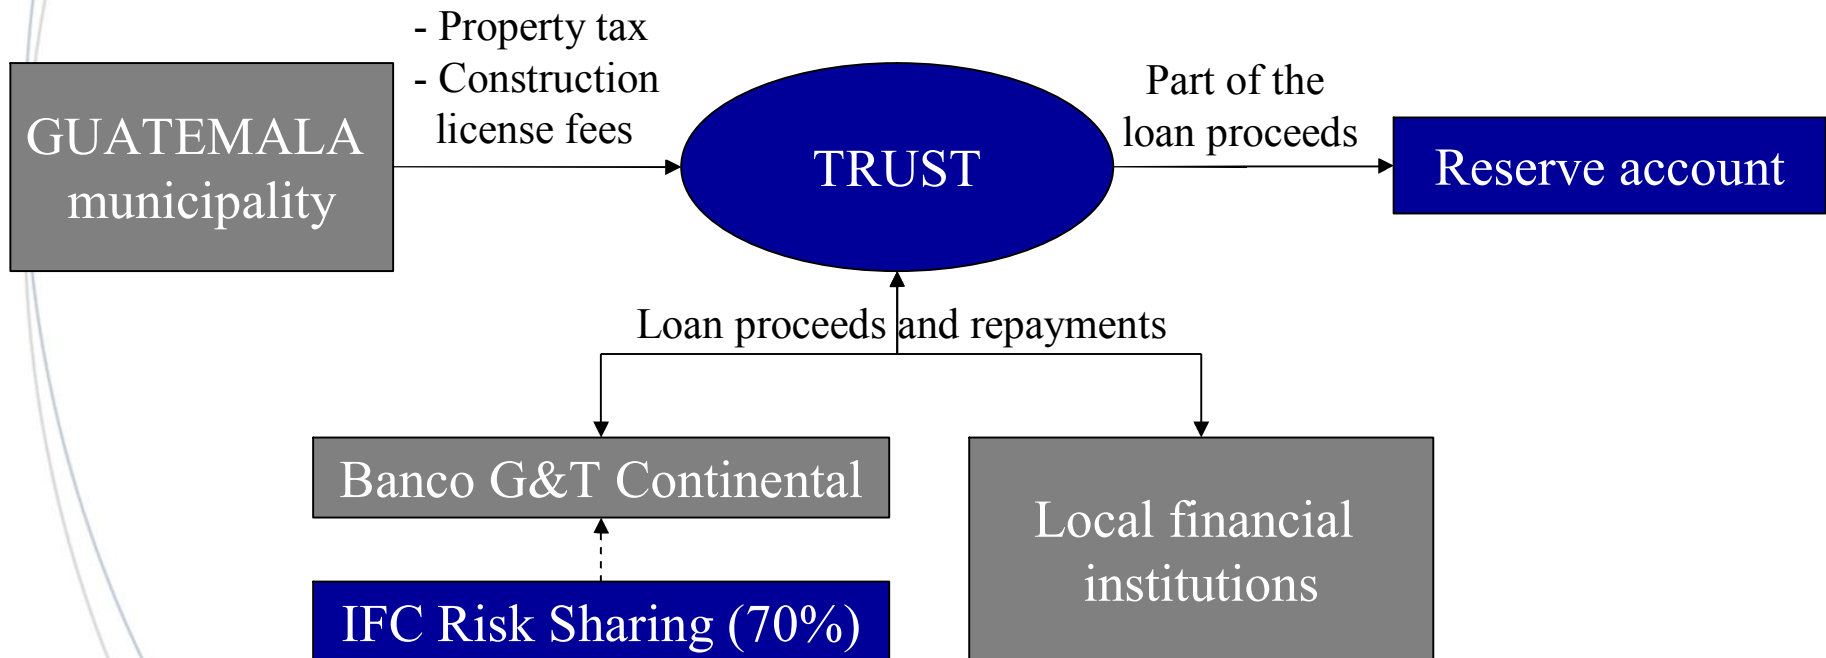 - Property tax
- Construction
license fees
GUATEMALA
municipality
TRUST
Part of the
loan proceeds
Reserve account
Loan proceeds and repayments
Banco G&T Continental
IFC Risk Sharing (70%)
Local financial
institutions